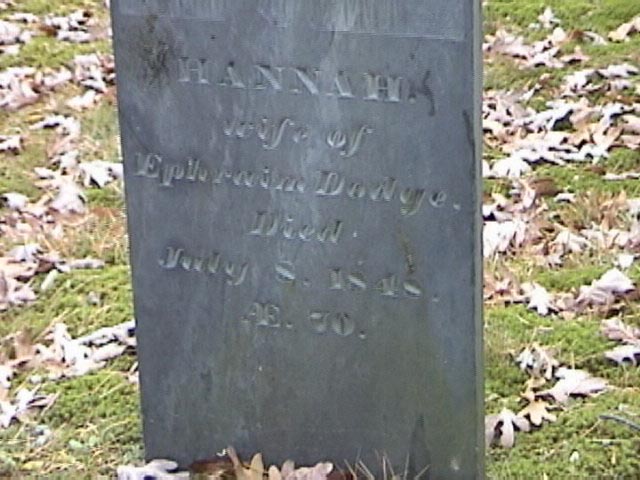 HANNAH.
wife of
Ephraim Dodge.
Died
July 8, 1848.
Æ. 70.